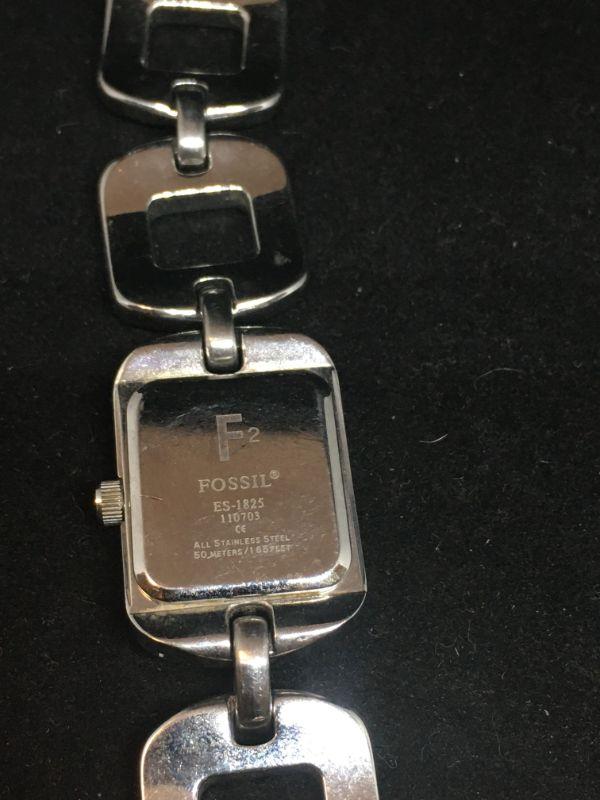 F2
FOSSIL®
ES-1825
110703
CE
ALL STAINLESS STEEL
50 METERS/165 FEET